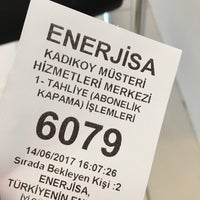 ENERJİSA
KADIKOY MÜSTERİ
HİZMETLERİ MERKEZİ
1- TAHLİYE (ABONELİK
KAPAMA) İŞLEMLERİ
6079
14/06/2017 16:07:26
Sırada Bekleyen Kişi :2
ENERJİSA,
TÜRKİYENİN